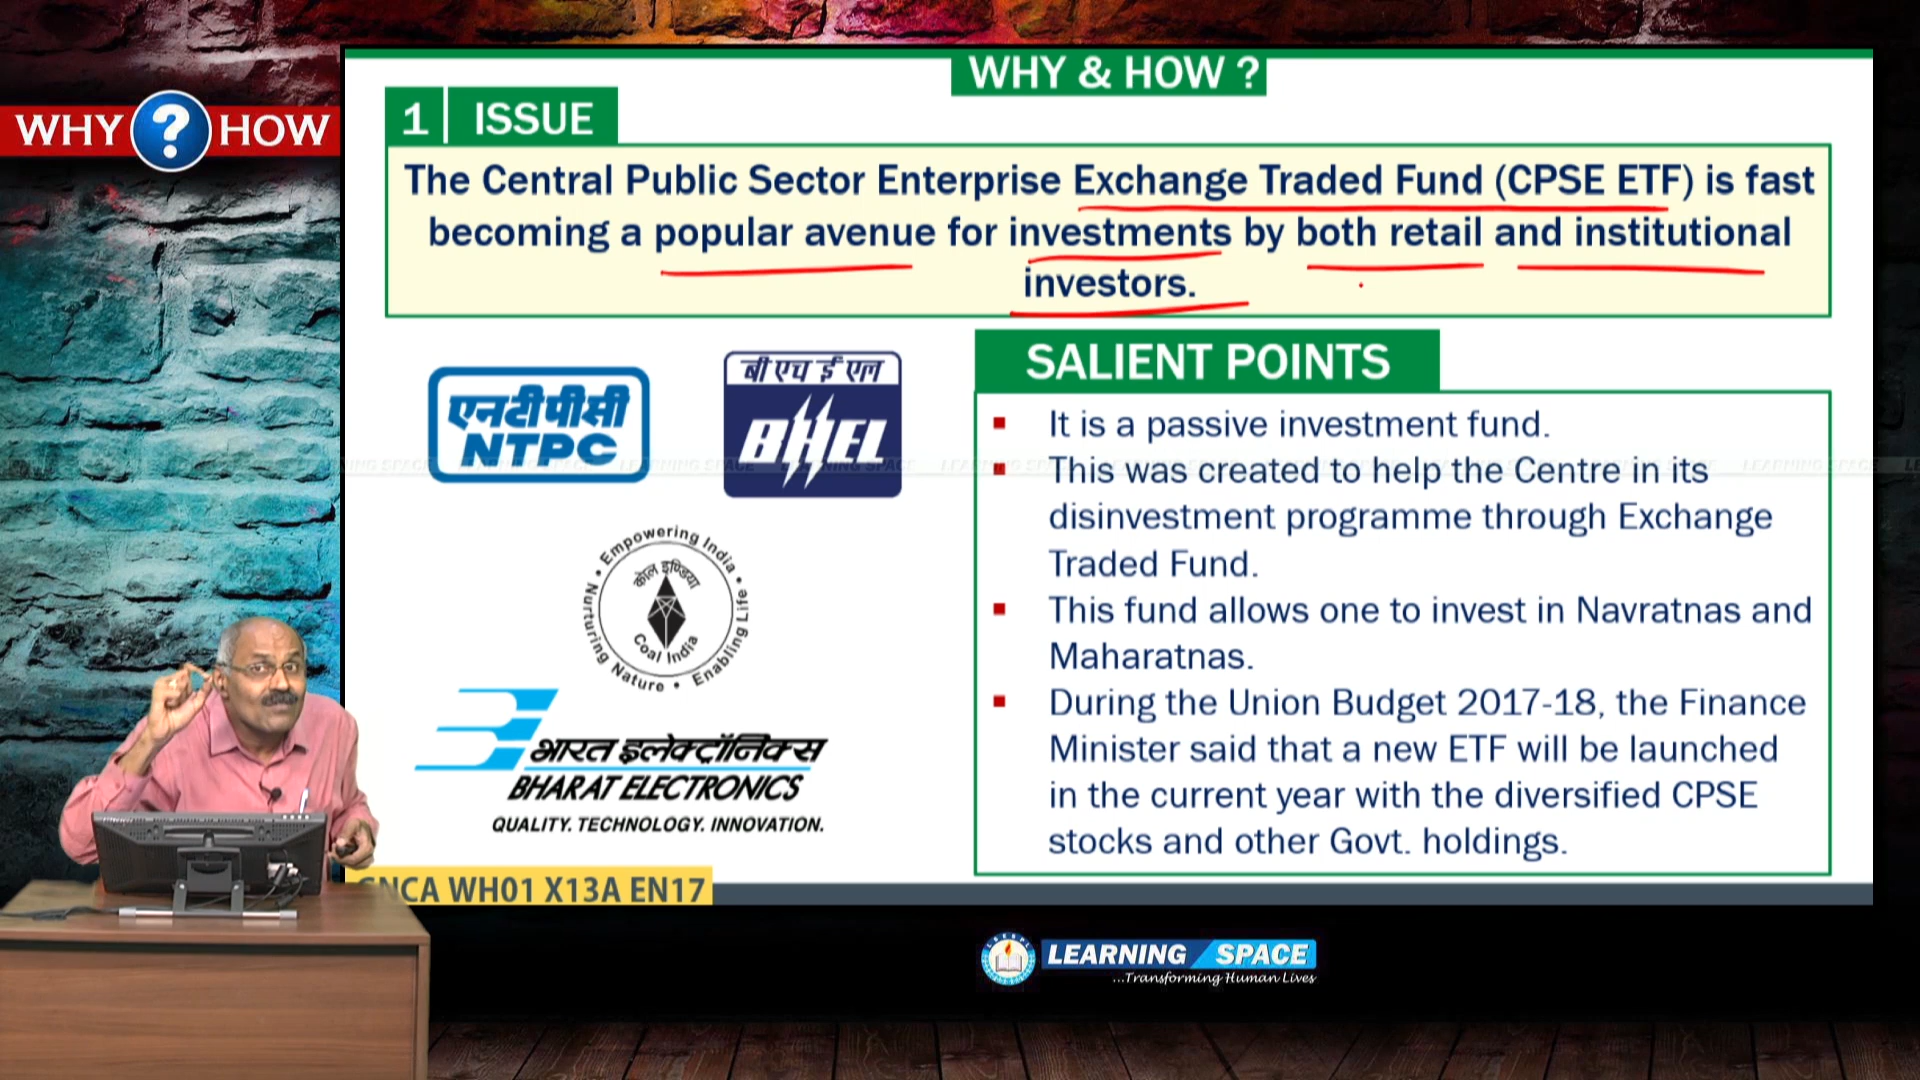 WHY & HOW ?
WHY ? HOW
1 ISSUE
The Central Public Sector Enterprise Exchange Traded Fund (CPSE ETF) is fast
becoming a popular avenue for investments by both retail and institutional
investors.
एनटीपीसी
NTPC
बी एच ई एल
BHEL
Empowering India • Enabling Life • Nurturing Nature •
कोल इण्डिया
Coal India
भारत इलेक्ट्रॉनिक्स
BHARAT ELECTRONICS
QUALITY. TECHNOLOGY. INNOVATION.
SALIENT POINTS
▪ It is a passive investment fund.
▪ This was created to help the Centre in its
disinvestment programme through Exchange
Traded Fund.
▪ This fund allows one to invest in Navratnas and
Maharatnas.
▪ During the Union Budget 2017-18, the Finance
Minister said that a new ETF will be launched
in the current year with the diversified CPSE
stocks and other Govt. holdings.
WH01 X13A EN17
LEARNING SPACE
...Transforming Human Lives